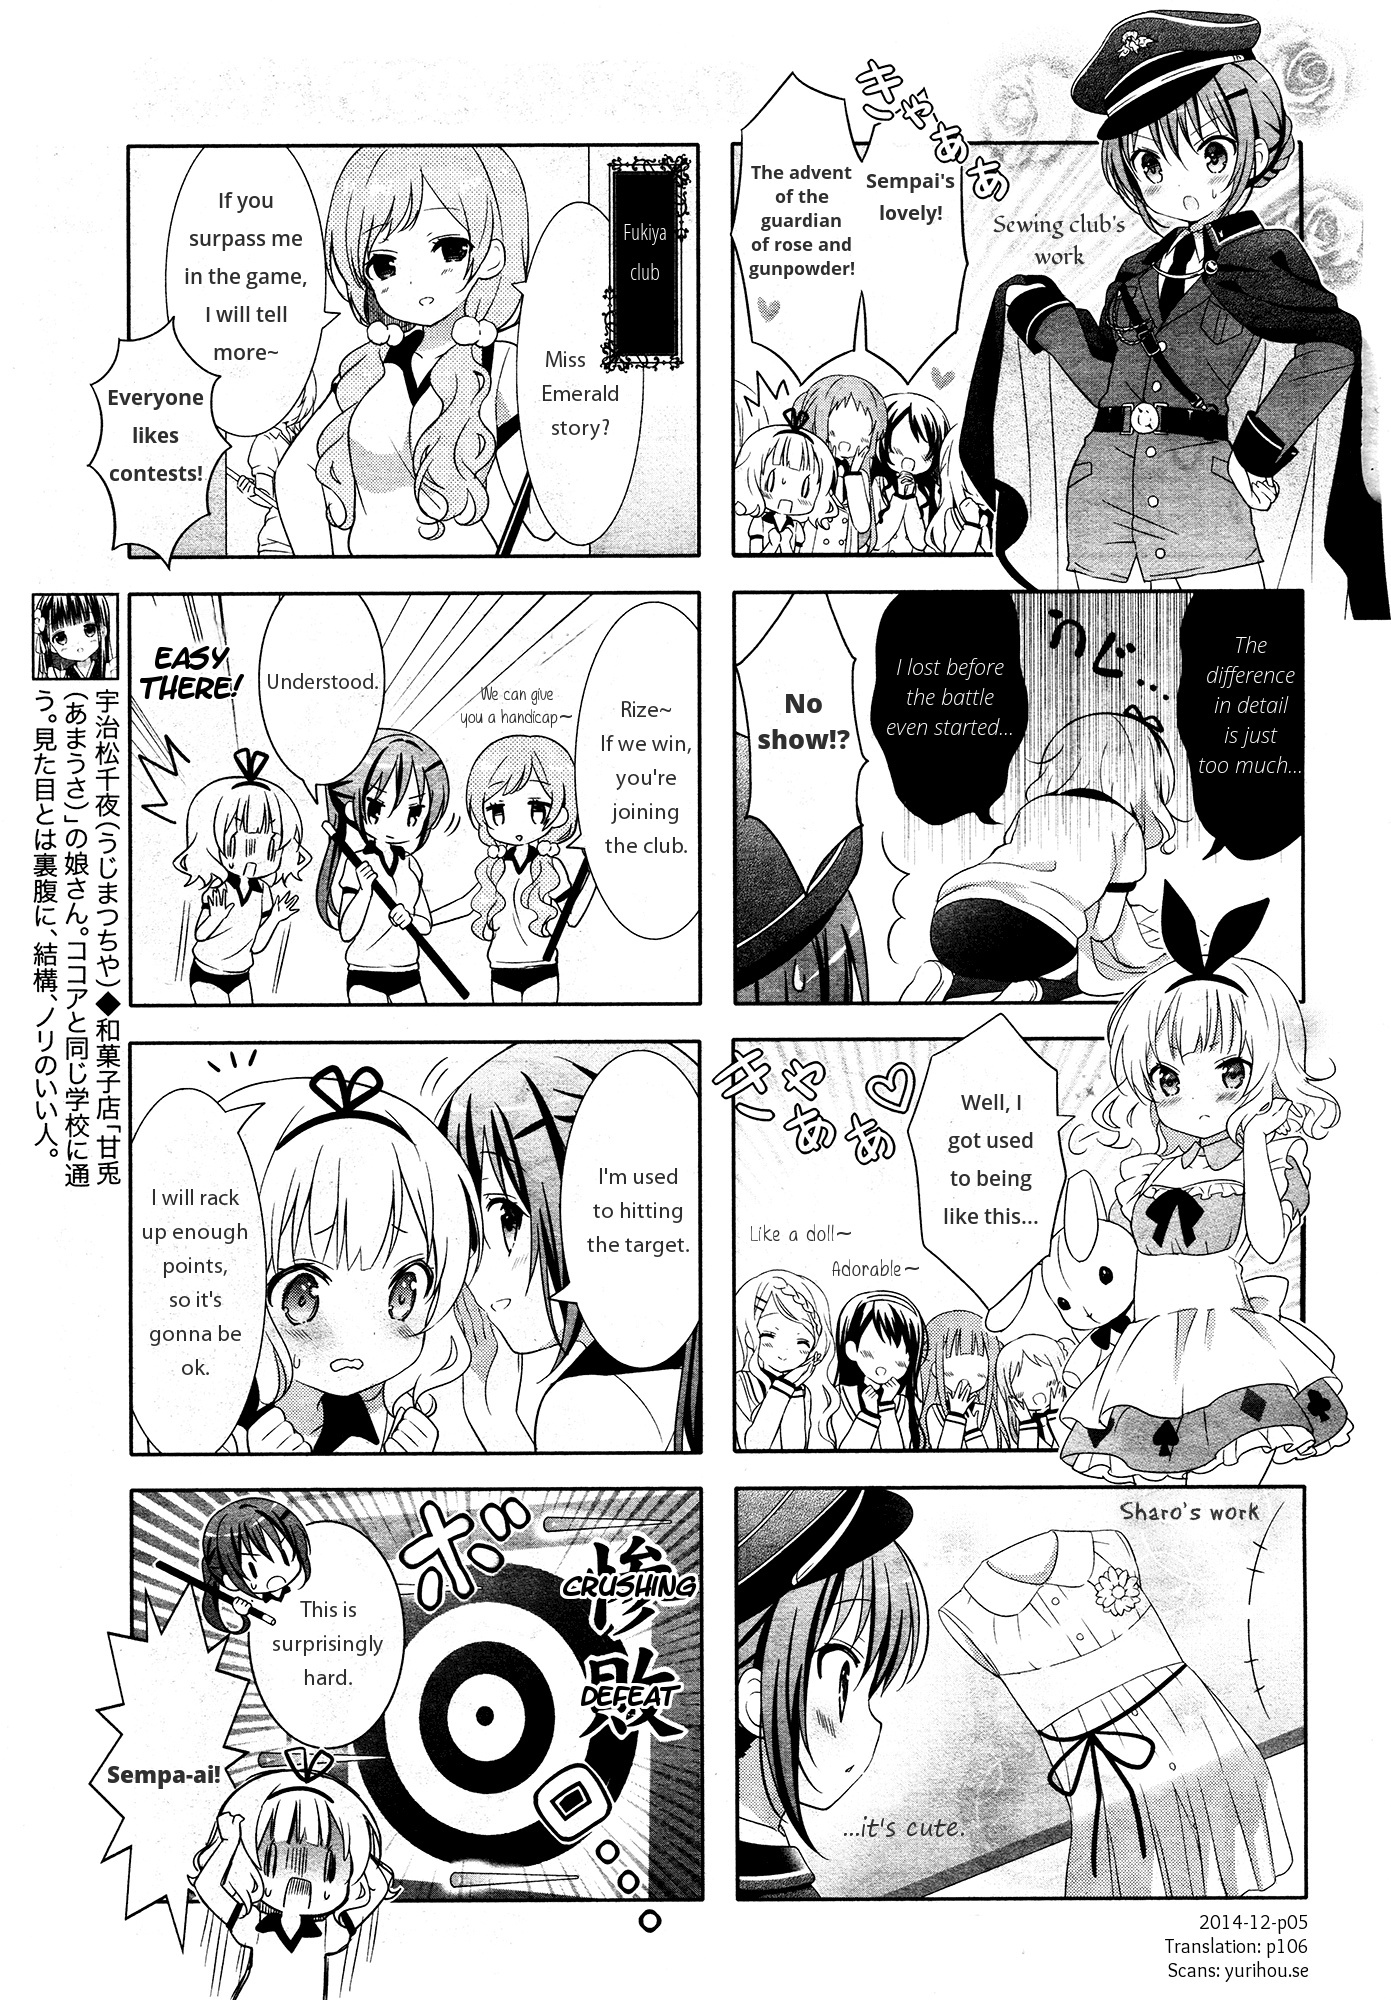 きゃぁぁぁ
Sewing club's
work
Sempai's
lovely!
The advent
of the
guardian
of rose and
gunpowder!
The
difference
in detail
is just
too much...
うぐ...
I lost before
the battle
even started...
No
show!?
Well, I
got used
to being
like this...
きゃぁぁ
Like a doll~
Adorable~
Sharo's work
...it's cute.
Fukiya
club
Miss
Emerald
story?
If you
surpass me
in the game,
I will tell
more~
Everyone
likes
contests!
Rize~
If we win,
you're
joining
the club.
We can give
you a handicap~
Understood.
EASY
THERE!
I'm used
to hitting
the target.
I will rack
up enough
points,
so it's
gonna be
ok.
惨敗
CRUSHING
DEFEAT
ボロ...
This is
surprisingly
hard.
Sempa-ai!
宇治松千夜（うじまつちや）◆和菓子店「甘兎
（あまうさ）」の娘さん。ココアと同じ学校に通
う。見た目とは裏腹に、結構、ノリのいい人。
2014-12-p05
Translation: p106
Scans: yurihou.se